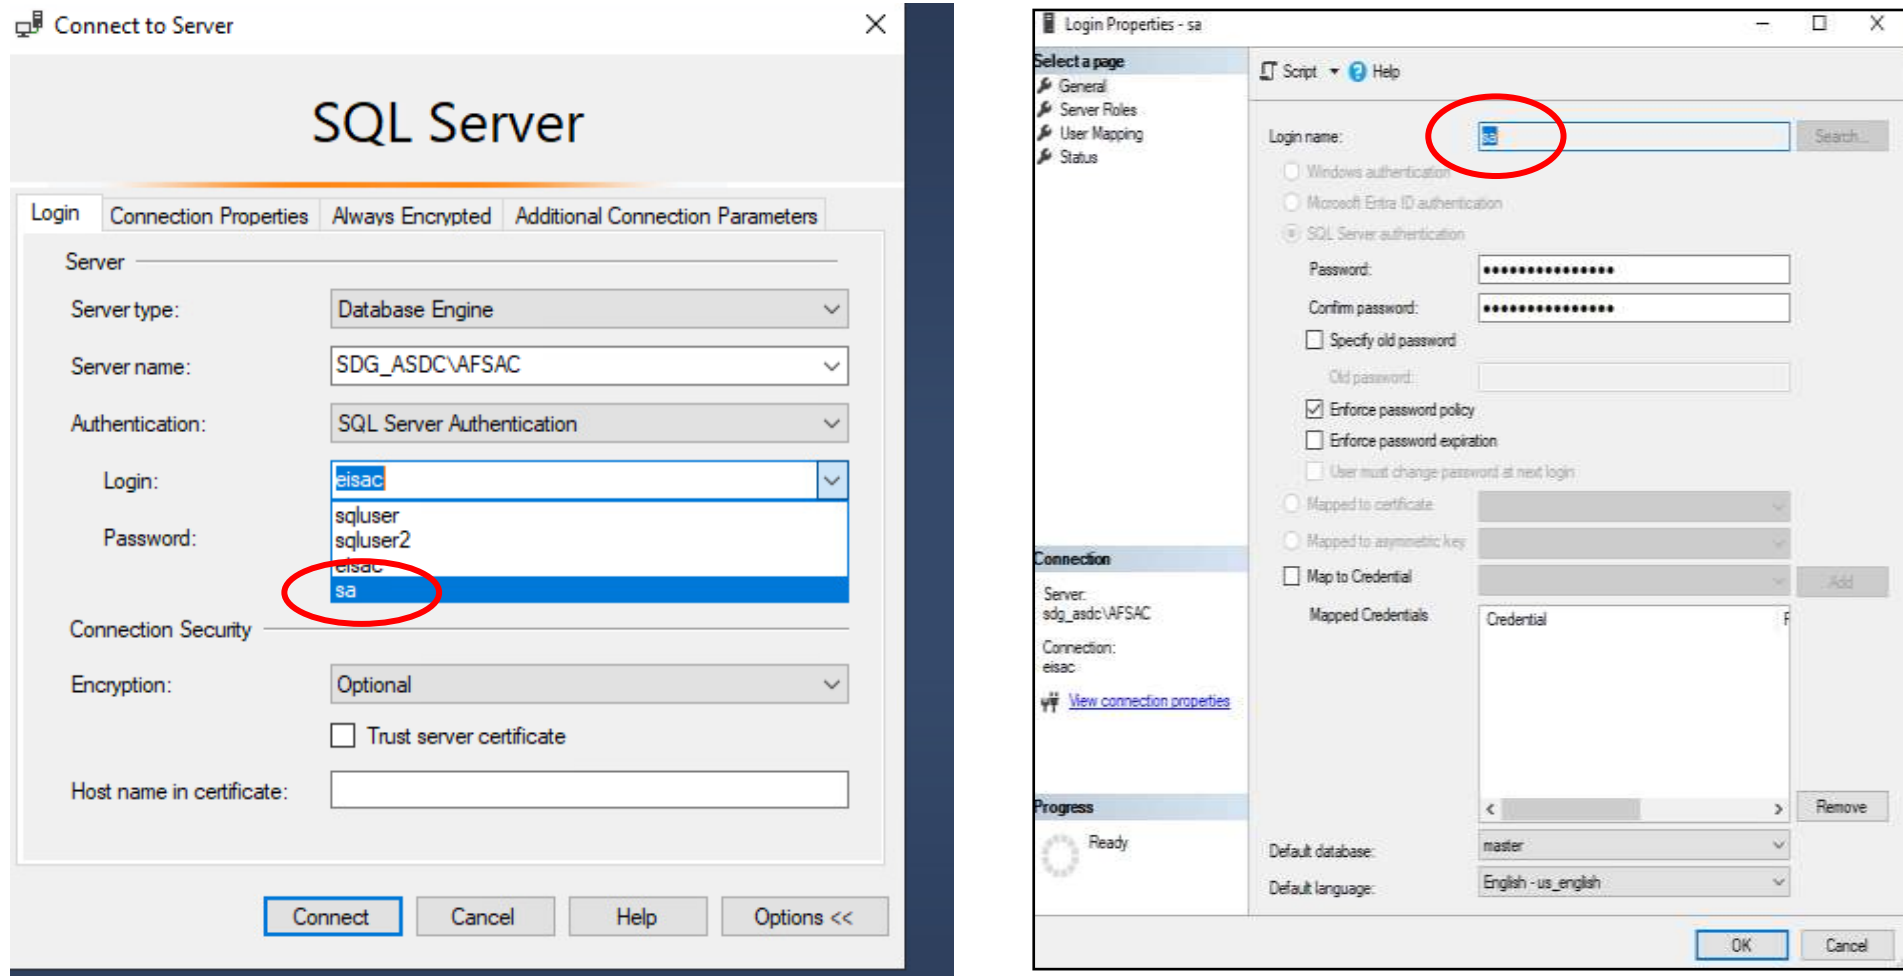 Connect to Server
SQL Server
Login Connection Properties Always Encrypted Additional Connection Parameters
Server
Server type: Database Engine
Server name: SDG_ASDC\AFSAC
Authentication: SQL Server Authentication
Login: eisac
sqluser
Password: sqluser2
eisac
sa
Connection Security
Encryption: Optional
Trust server certificate
Host name in certificate:
Connect Cancel Help Options <<
Login Properties - sa
Select a page
General
Server Roles
User Mapping
Status
Connection
Server:
sdg_asdc\AFSAC
Connection:
eisac
View connection properties
Progress
Ready
Script Help
Login name: sa Search...
Windows authentication
Microsoft Entra ID authentication
SQL Server authentication
Password: •••••••••••••••
Confirm password: •••••••••••••••
Specify old password
Old password:
Enforce password policy
Enforce password expiration
User must change password at next login
Mapped to certificate
Mapped to asymmetric key
Map to Credential Add
Mapped Credentials Credential
Remove
Default database: master
Default language: English - us_english
OK Cancel